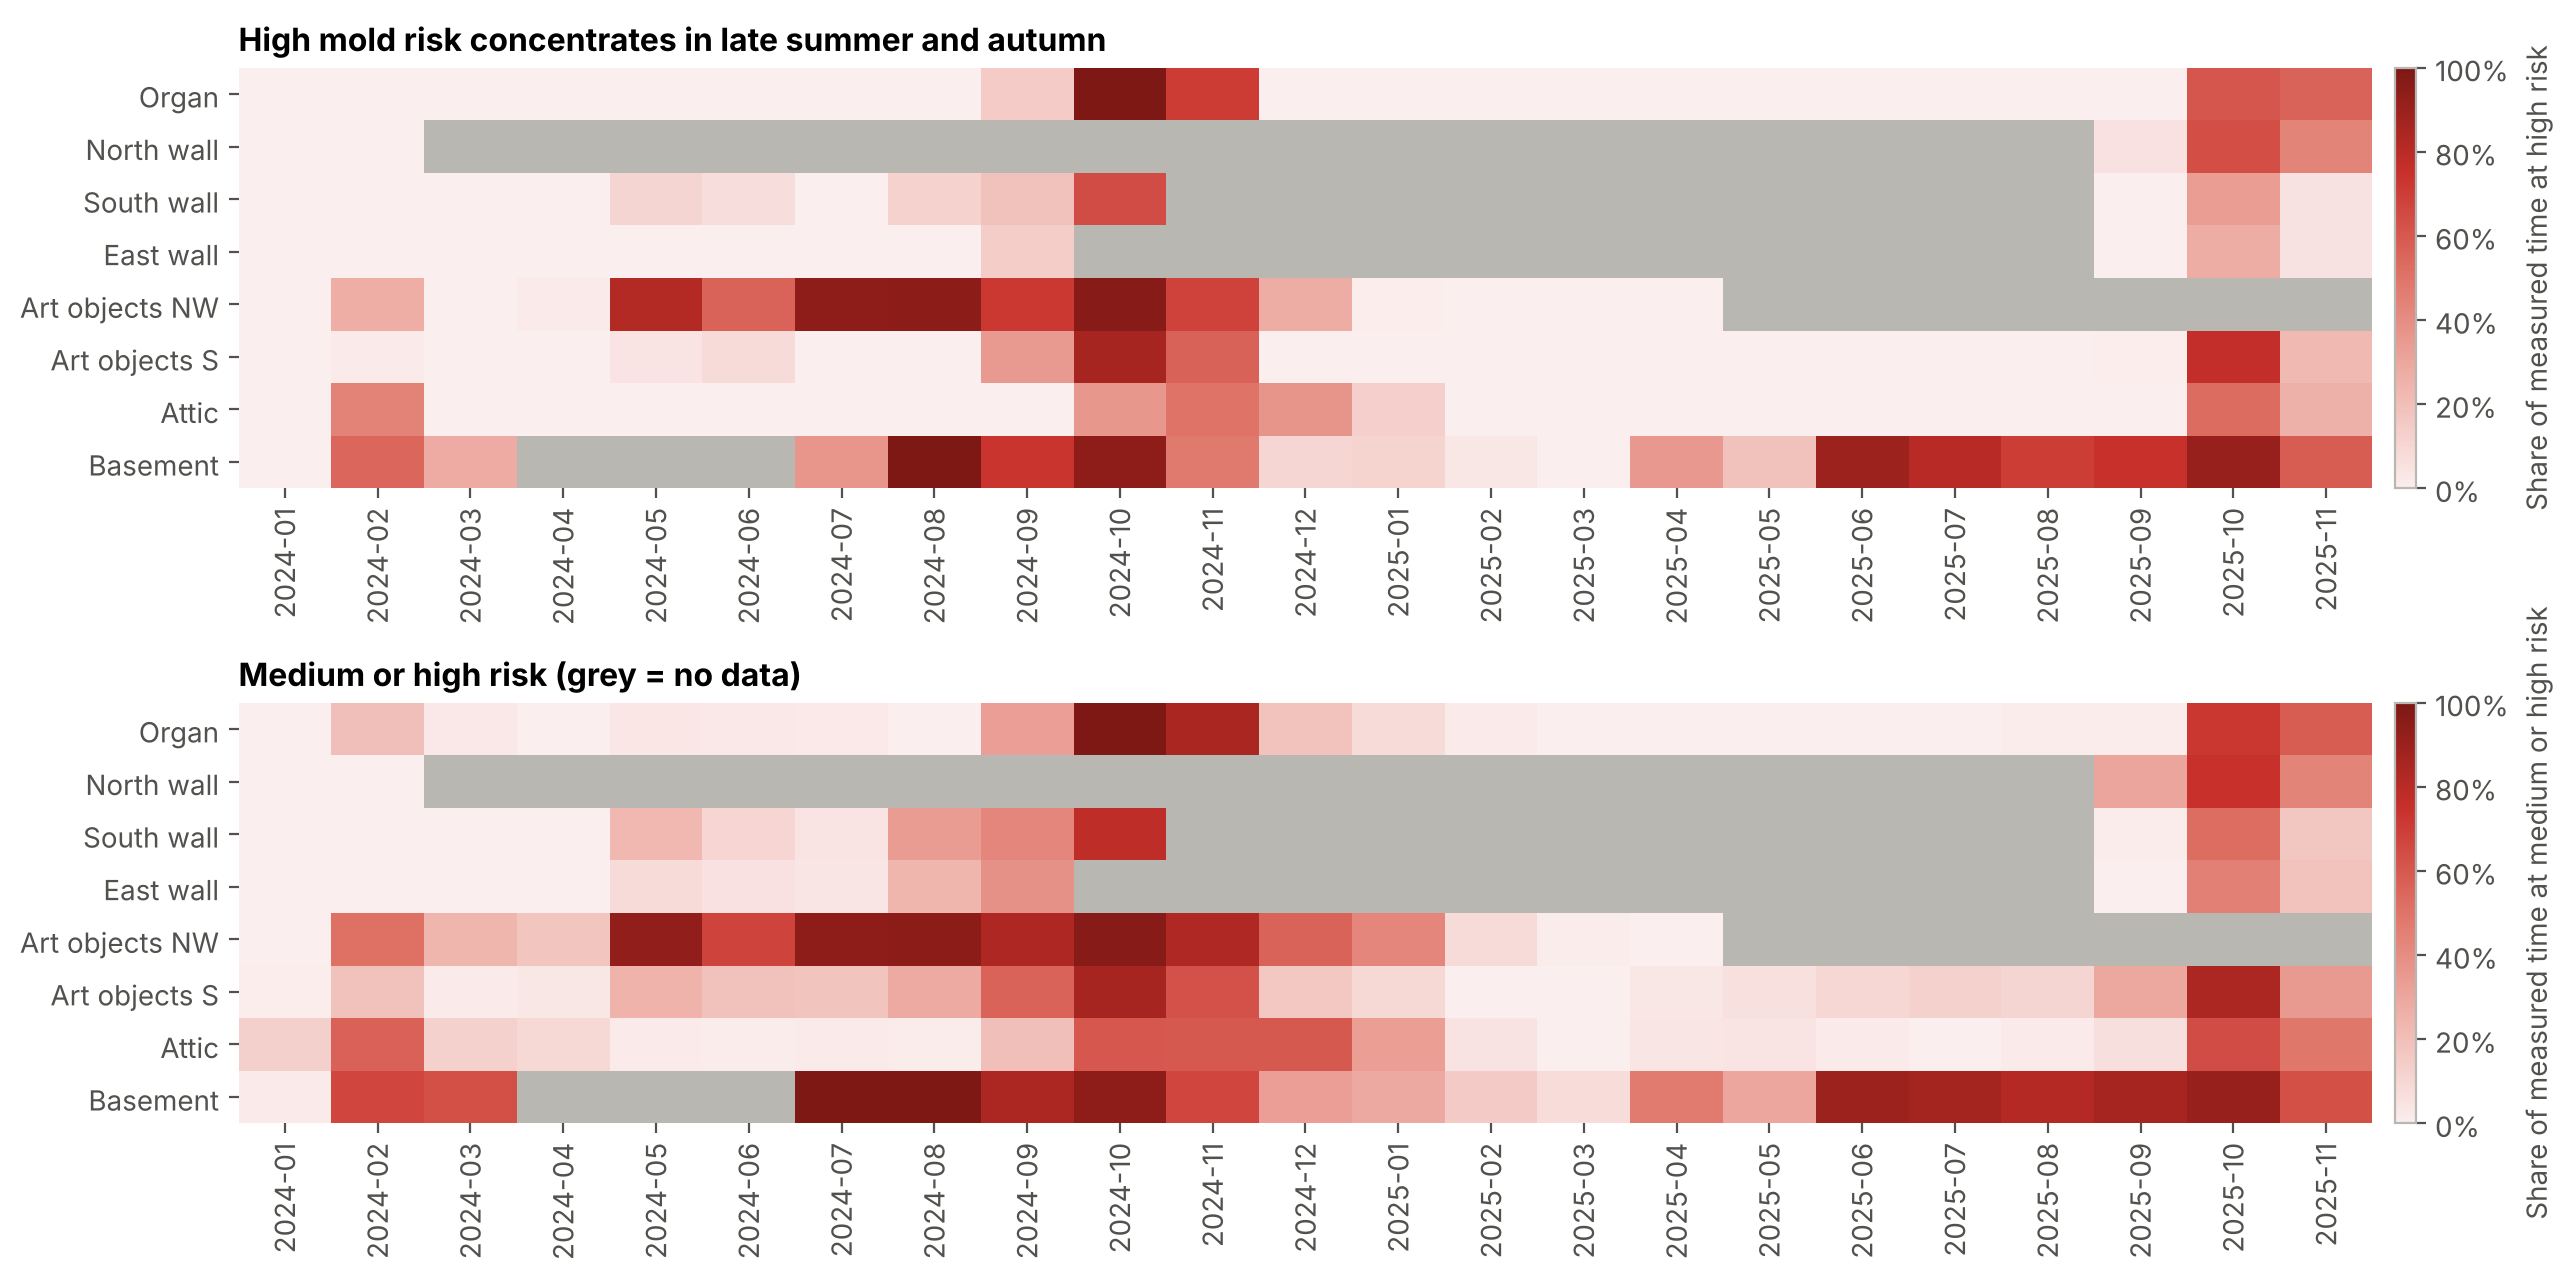 High mold risk concentrates in late summer and autumn
Organ
North wall
South wall
East wall
Art objects NW
Art objects S
Attic
Basement
2024-01
2024-02
2024-03
2024-04
2024-05
2024-06
2024-07
2024-08
2024-09
2024-10
2024-11
2024-12
2025-01
2025-02
2025-03
2025-04
2025-05
2025-06
2025-07
2025-08
2025-09
2025-10
2025-11
100%
80%
60%
40%
20%
0%
Share of measured time at high risk
Medium or high risk (grey = no data)
Organ
North wall
South wall
East wall
Art objects NW
Art objects S
Attic
Basement
2024-01
2024-02
2024-03
2024-04
2024-05
2024-06
2024-07
2024-08
2024-09
2024-10
2024-11
2024-12
2025-01
2025-02
2025-03
2025-04
2025-05
2025-06
2025-07
2025-08
2025-09
2025-10
2025-11
100%
80%
60%
40%
20%
0%
Share of measured time at medium or high risk